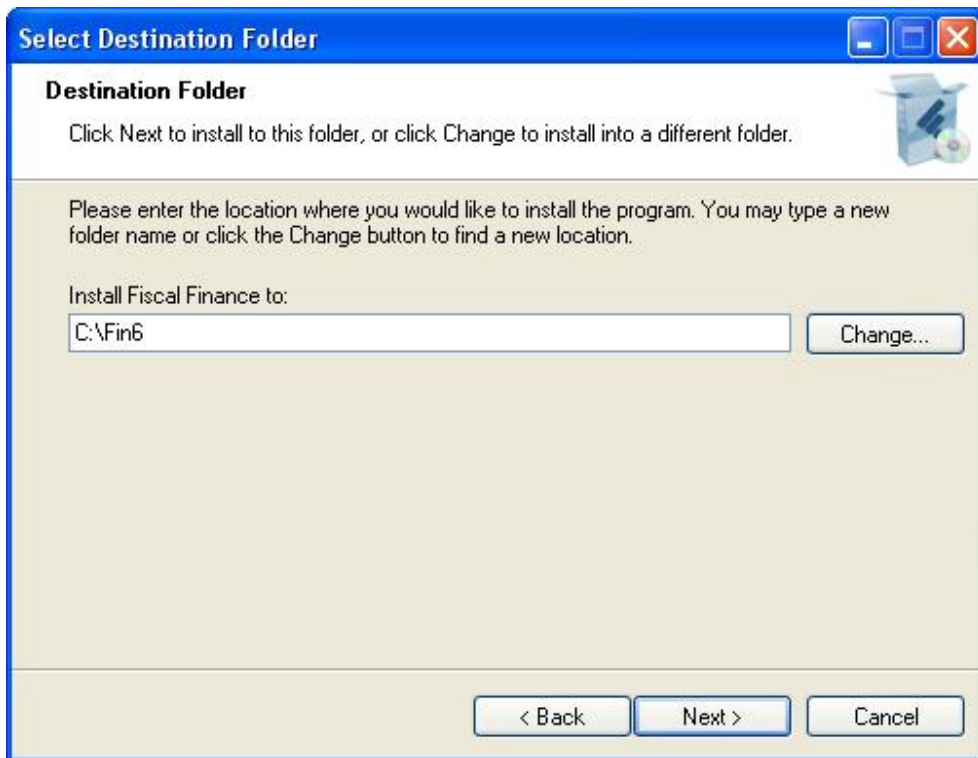 Select Destination Folder
Destination Folder
Click Next to install to this folder, or click Change to install into a different folder.
Please enter the location where you would like to install the program. You may type a new
folder name or click the Change button to find a new location.
Install Fiscal Finance to:
C:\Fin6
Change...
< Back
Next >
Cancel